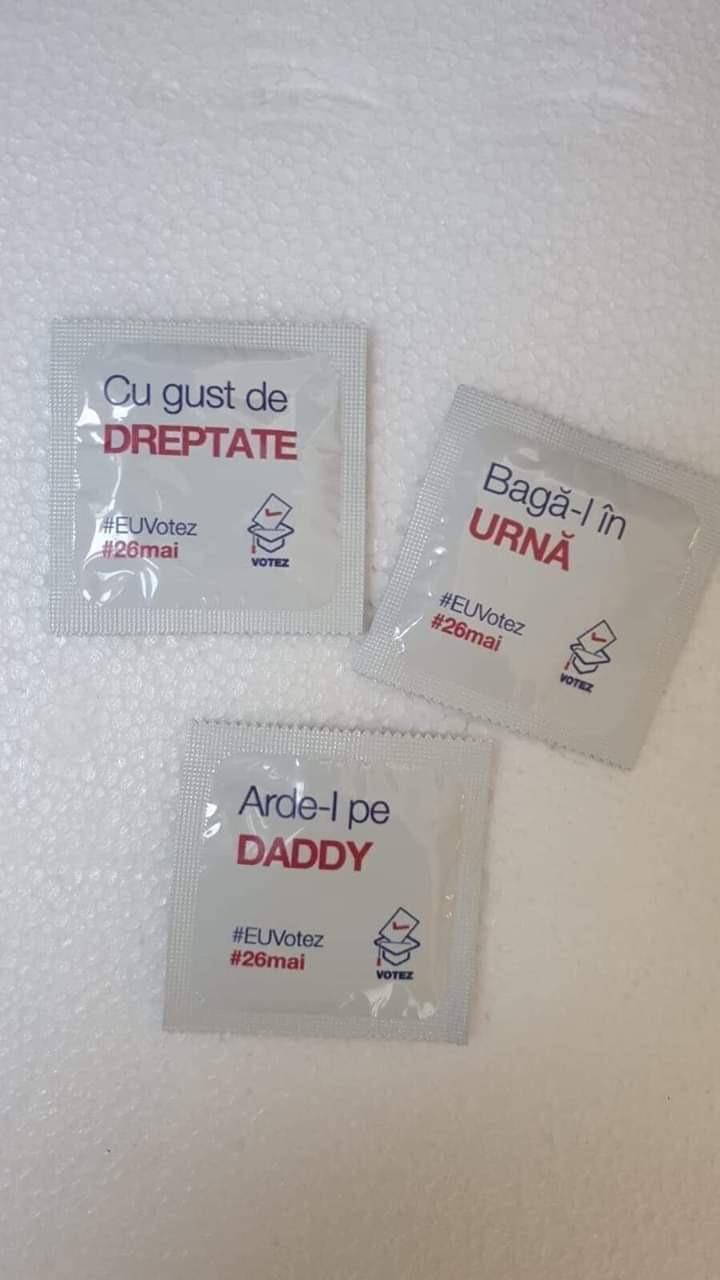 Cu gust de
DREPTATE
#EUVotez
#26mai
VOTEZ
Bagă-l în
URNĂ
#EUVotez
#26mai
VOTEZ
Arde-l pe
DADDY
#EUVotez
#26mai
VOTEZ